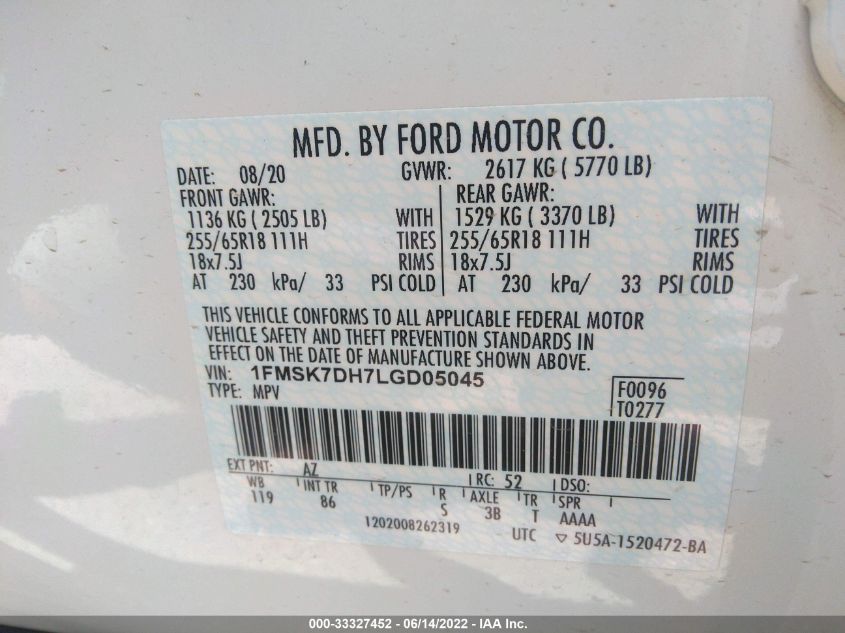 MFD. BY FORD MOTOR CO.
DATE: 08/20 GVWR: 2617 KG ( 5770 LB)
FRONT GAWR: REAR GAWR:
1136 KG ( 2505 LB) WITH 1529 KG ( 3370 LB) WITH
255/65R18 111H TIRES 255/65R18 111H TIRES
18x7.5J RIMS 18x7.5J RIMS
AT 230 kPa/ 33 PSI COLD AT 230 kPa/ 33 PSI COLD
THIS VEHICLE CONFORMS TO ALL APPLICABLE FEDERAL MOTOR
VEHICLE SAFETY AND THEFT PREVENTION STANDARDS IN
EFFECT ON THE DATE OF MANUFACTURE SHOWN ABOVE.
VIN: 1FMSK7DH7LGD05045
TYPE: MPV
F0096
T0277
EXT PNT: AZ RC: 52 DSO:
WB INT TR TP/PS R AXLE TR SPR
119 86 S 3B T AAAA
1202008262319 UTC ▽ 5U5A-1520472-BA
000-33327452 - 06/14/2022 - IAA Inc.